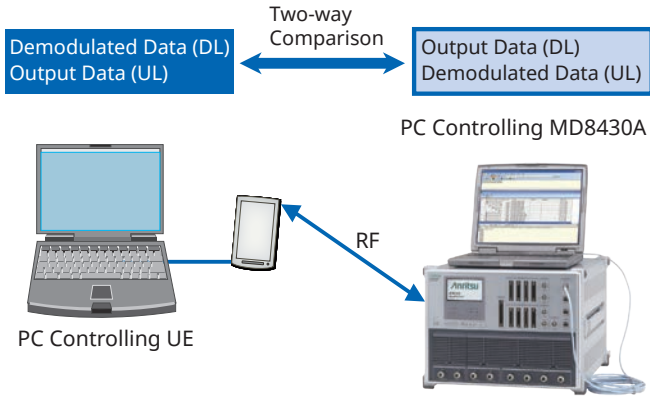 Two-way
Comparison
Demodulated Data (DL)
Output Data (UL)
Output Data (DL)
Demodulated Data (UL)
PC Controlling MD8430A
RF
Anritsu
PC Controlling UE